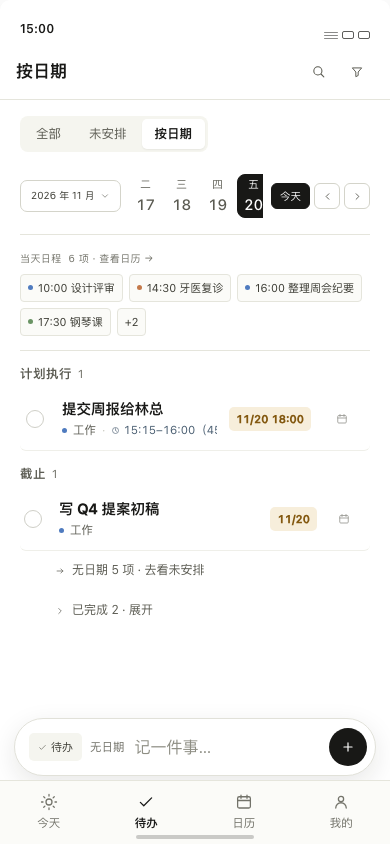 15:00
按日期
全部 未安排 按日期
二 三 四 五
2026 年 11 月 17 18 19 20 今天
当天日程 6 项 · 查看日历 →
10:00 设计评审 14:30 牙医复诊 16:00 整理周会纪要
17:30 钢琴课 +2
计划执行 1
提交周报给林总 11/20 18:00
工作 · 15:15–16:00 (45
截止 1
写 Q4 提案初稿 11/20
工作
→ 无日期 5 项 · 去看未安排
› 已完成 2 · 展开
✓ 待办 无日期 记一件事… +
今天 待办 日历 我的